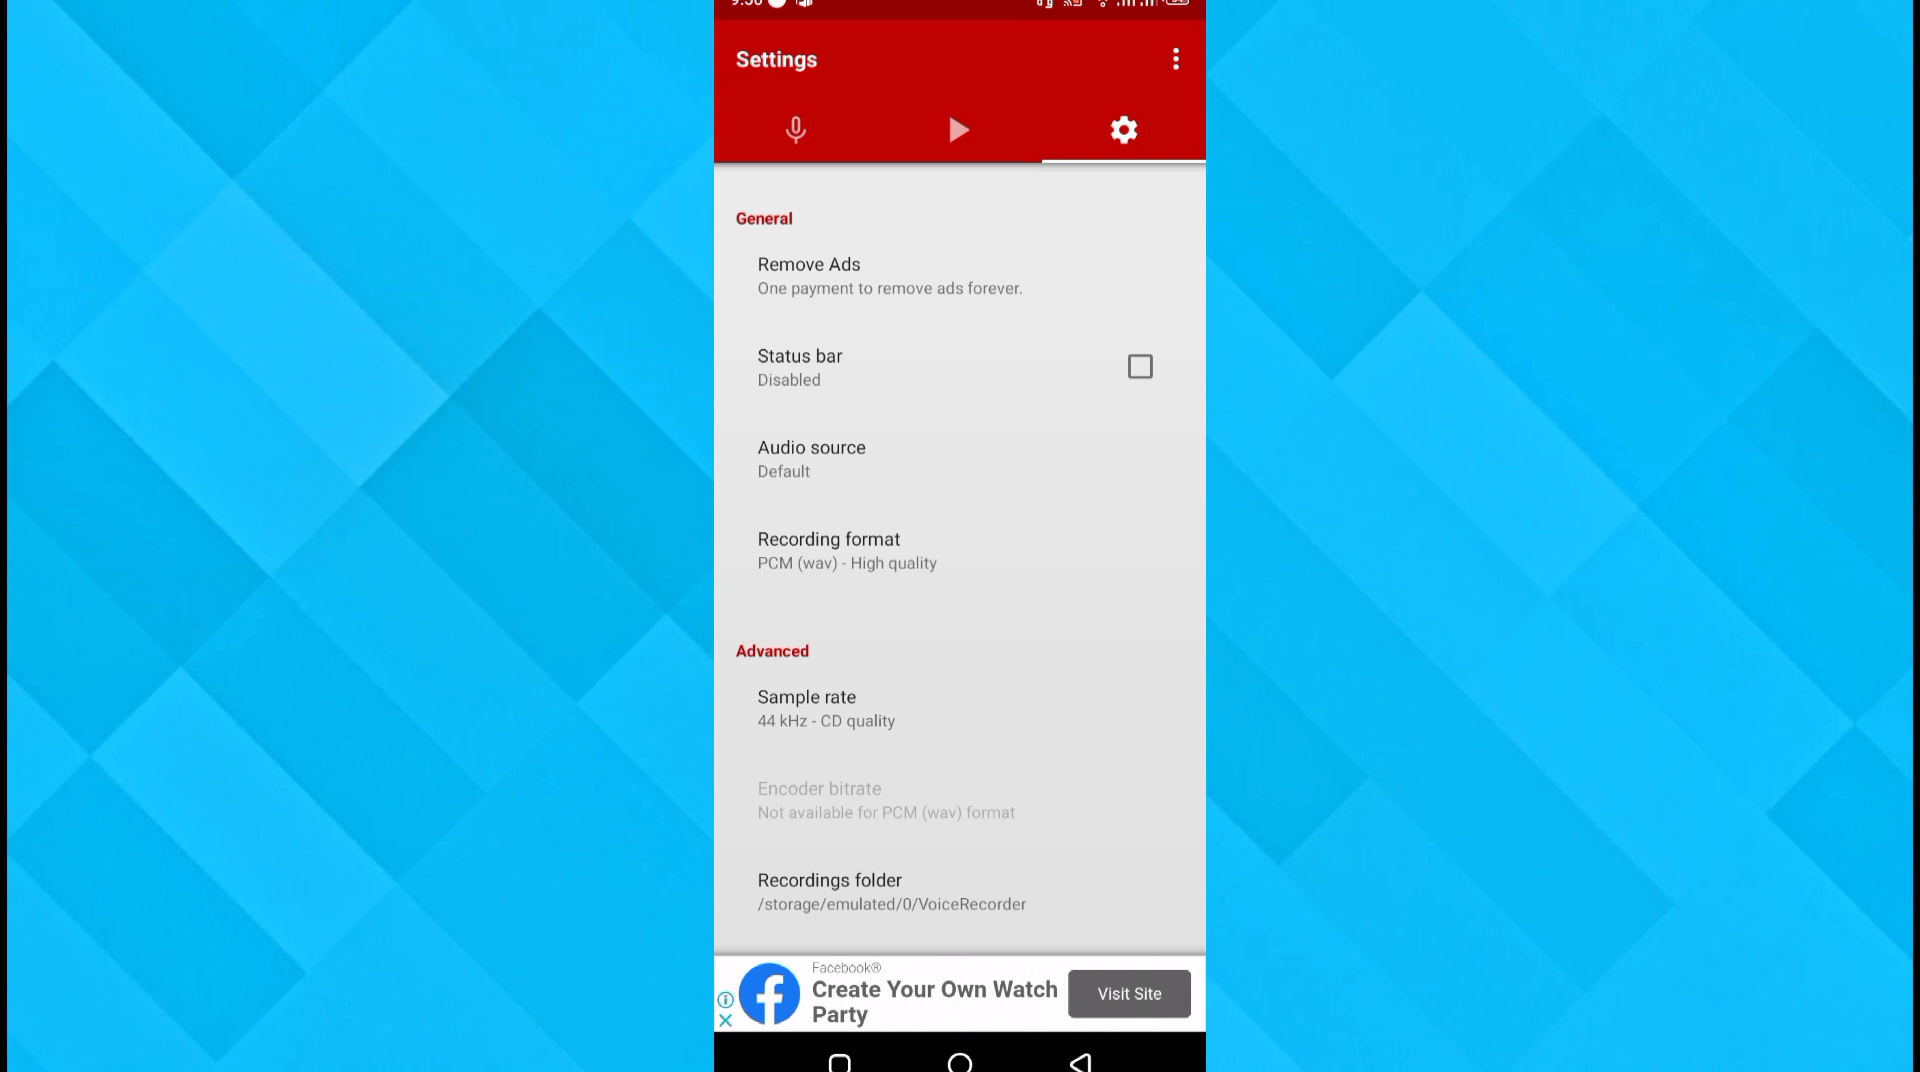 Settings
General
Remove Ads
One payment to remove ads forever.
Status bar
Disabled
Audio source
Default
Recording format
PCM (wav) - High quality
Advanced
Sample rate
44 kHz - CD quality
Encoder bitrate
Not available for PCM (wav) format
Recordings folder
/storage/emulated/0/VoiceRecorder
Facebook®
Create Your Own Watch
Party
Visit Site